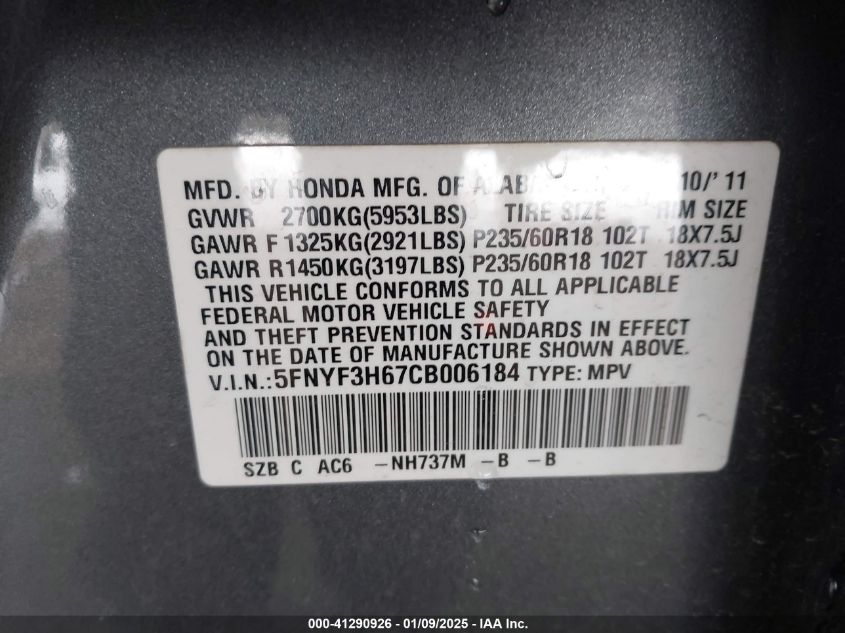 MFD. BY HONDA MFG. OF 10/' 11
GVWR 2700KG(5953LBS) TIRE SIZE RIM SIZE
GAWR F 1325KG(2921LBS) P235/60R18 102T 18X7.5J
GAWR R1450KG(3197LBS) P235/60R18 102T 18X7.5J
THIS VEHICLE CONFORMS TO ALL APPLICABLE
FEDERAL MOTOR VEHICLE SAFETY
AND THEFT PREVENTION STANDARDS IN EFFECT
ON THE DATE OF MANUFACTURE SHOWN ABOVE.
V.I.N.:5FNYF3H67CB006184 TYPE: MPV
SZB C AC6 -NH737M -B -B
000-41290926 - 01/09/2025 - IAA Inc.